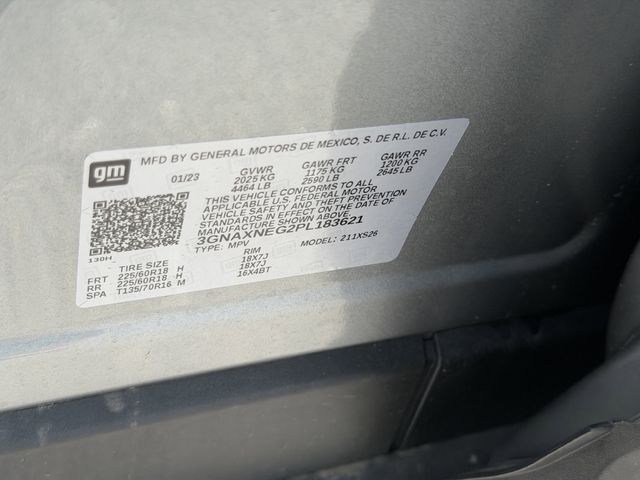 gm MFD BY GENERAL MOTORS DE MEXICO, S. DE R.L. DE C.V.
01/23 GVWR GAWR FRT GAWR RR
2025 KG 1175 KG 1200 KG
4464 LB 2590 LB 2645 LB
THIS VEHICLE CONFORMS TO ALL
APPLICABLE U.S. FEDERAL MOTOR
VEHICLE SAFETY AND THEFT PREVENTION
STANDARDS IN EFFECT ON THE DATE OF
MANUFACTURE SHOWN ABOVE.
3GNAXNEG2PL183621
TYPE: MPV MODEL: 211XS26
130H
TIRE SIZE RIM
FRT 225/60R18 H 18X7J
RR 225/60R18 H 18X7J
SPA T135/70R16 M 16X4BT